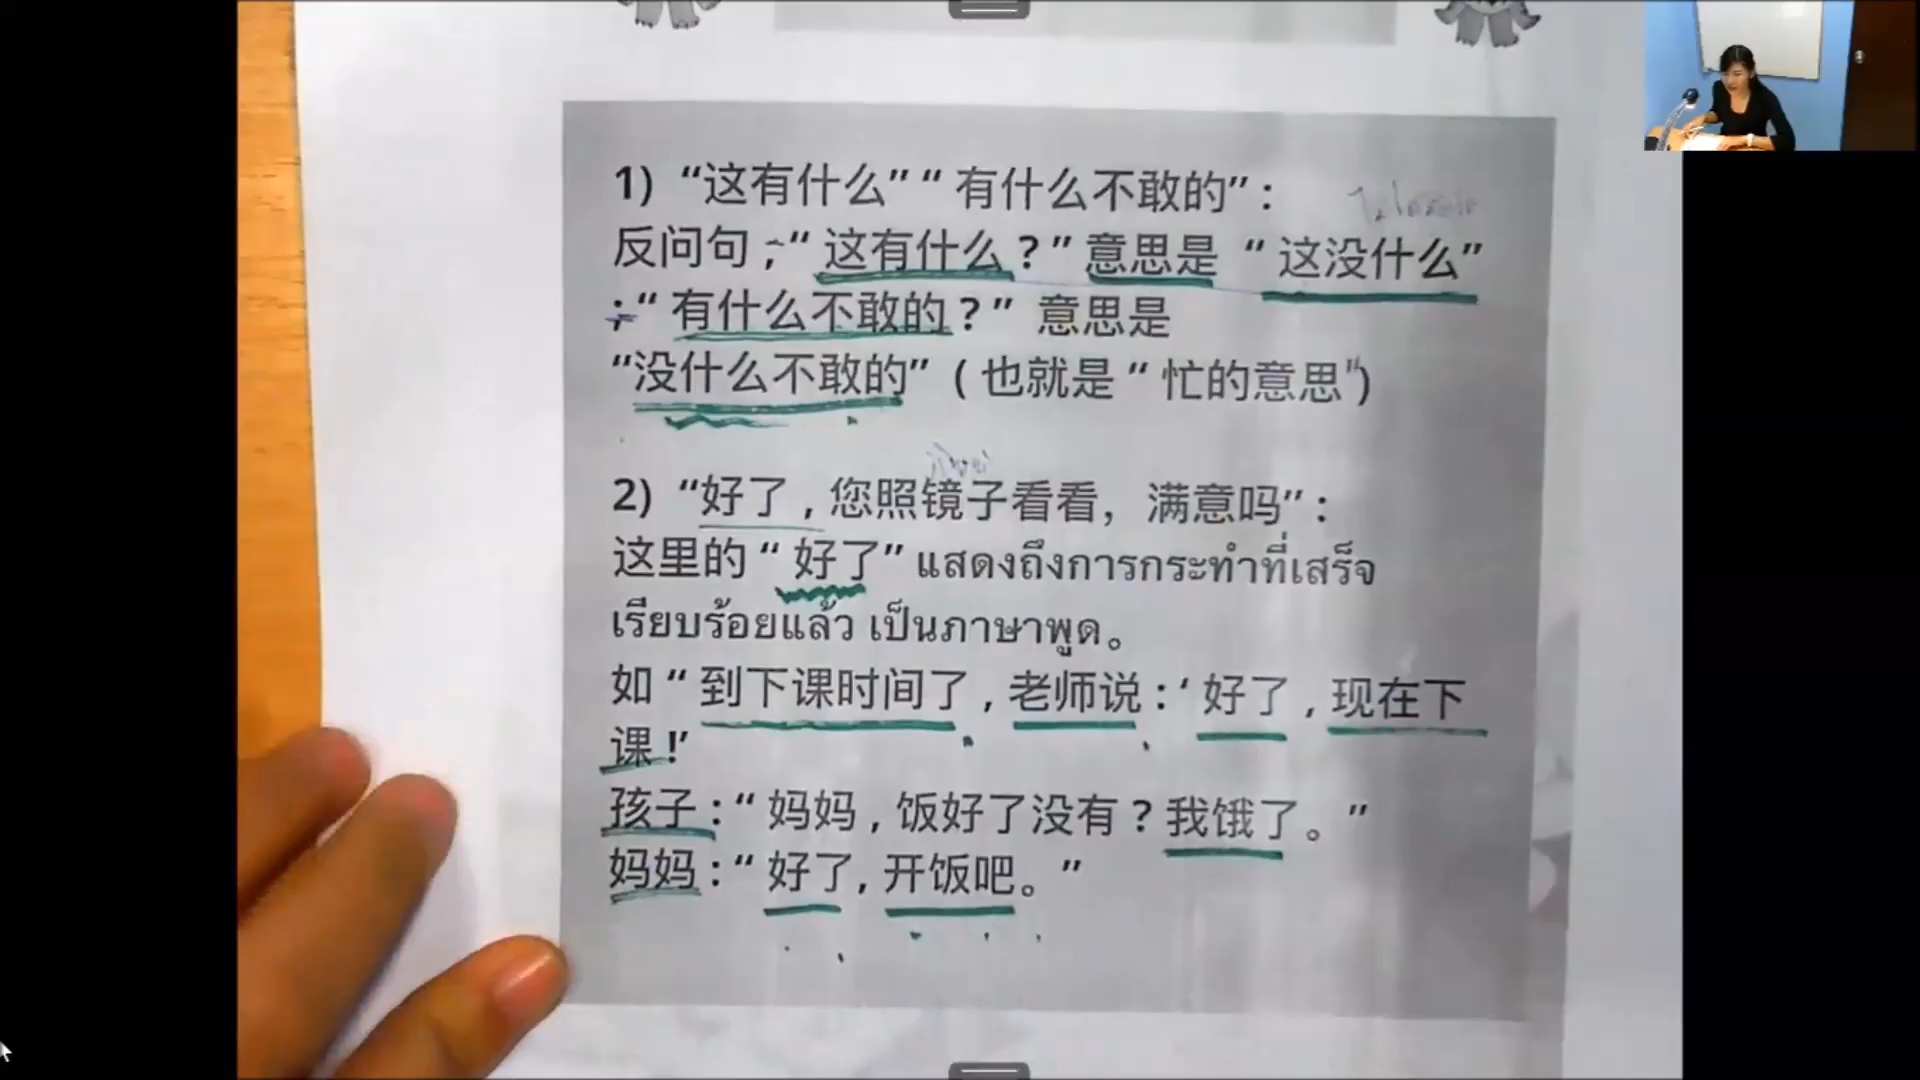 1) “这有什么” “有什么不敢的”:
反问句;“这有什么?” 意思是 “这没什么”
;“有什么不敢的?” 意思是
“没什么不敢的” (也就是“忙的意思”)
2) “好了,您照镜子看看, 满意吗”:
这里的“好了” แสดงถึงการกระทำที่เสร็จ
เรียบร้อยแล้ว เป็นภาษาพูด。
如“到下课时间了,老师说:‘好了,现在下
课!’
孩子:“妈妈,饭好了没有?我饿了。”
妈妈:“好了,开饭吧。”